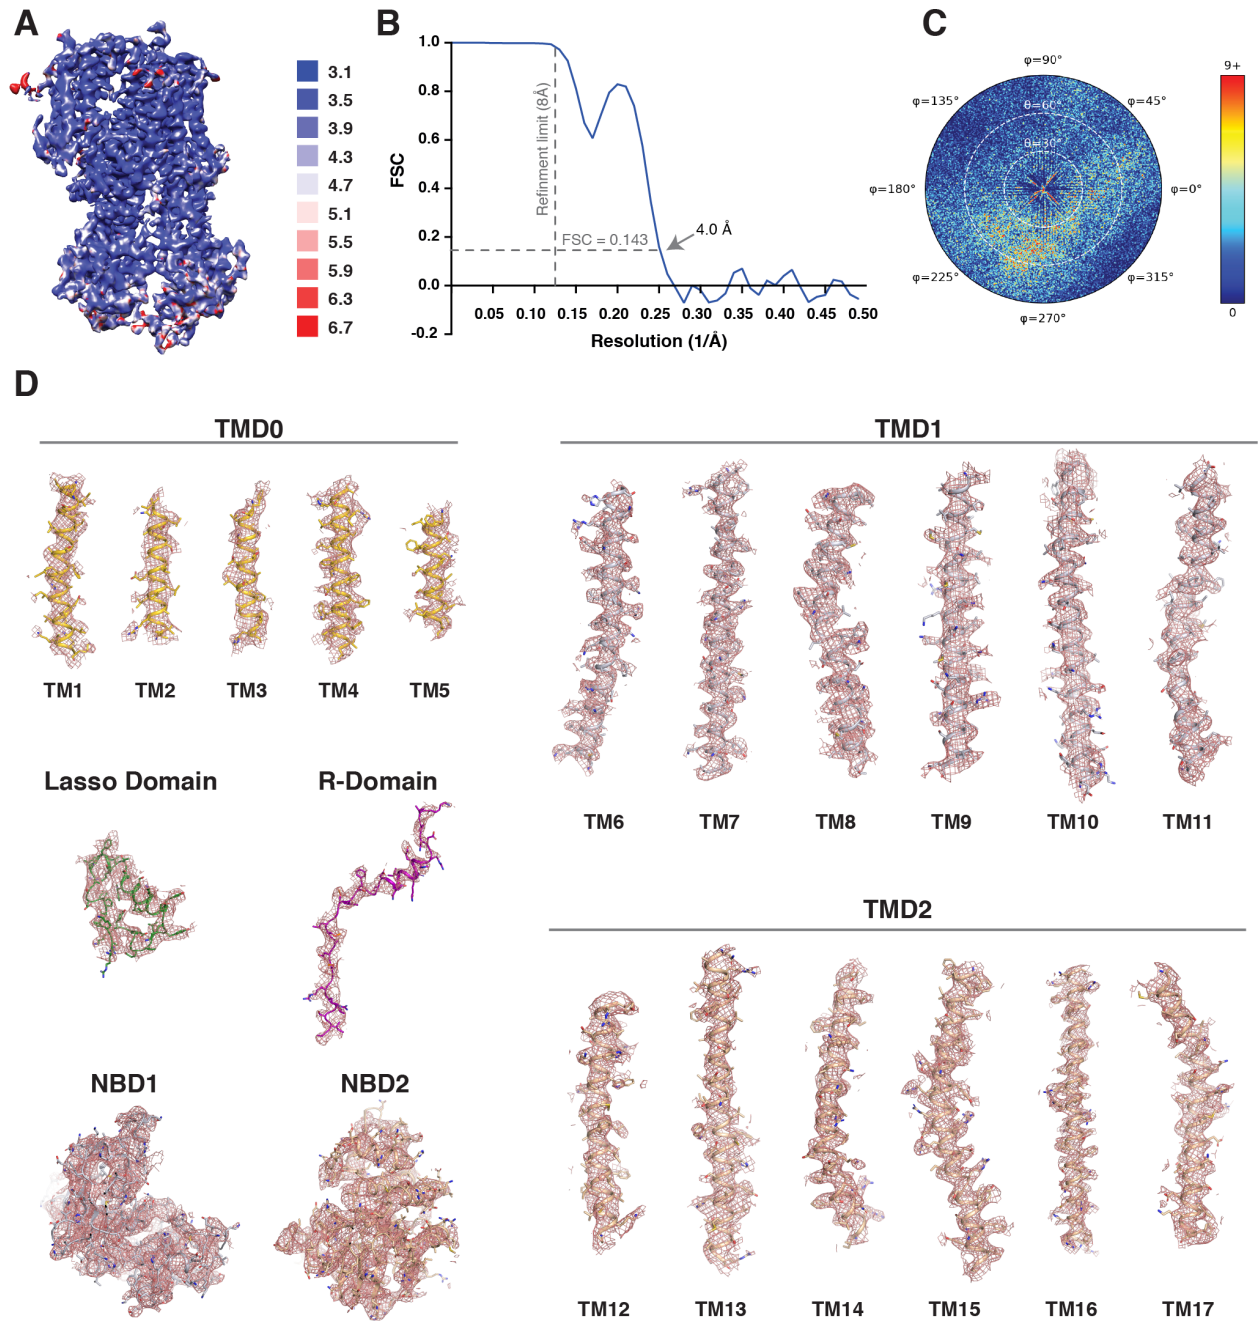 A
3.1
3.5
3.9
4.3
4.7
5.1
5.5
5.9
6.3
6.7
B
FSC
1.0
0.8
0.6
0.4
0.2
0.0
-0.2
Refinment limit (8Å)
FSC = 0.143
4.0 Å
0.05 0.10 0.15 0.20 0.25 0.30 0.35 0.40 0.45 0.50
Resolution (1/Å)
C
φ=90°
φ=135°
φ=45°
θ=60°
θ=30°
φ=180°
φ=0°
φ=225°
φ=315°
φ=270°
9+
0
D
TMD0
TM1 TM2 TM3 TM4 TM5
TMD1
TM6 TM7 TM8 TM9 TM10 TM11
Lasso Domain
R-Domain
TMD2
NBD1
NBD2
TM12 TM13 TM14 TM15 TM16 TM17